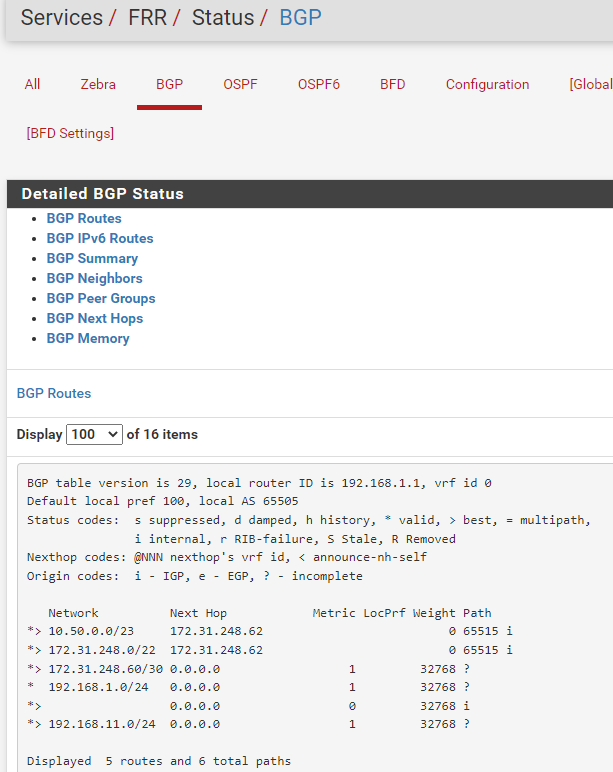 Services / FRR / Status / BGP
All Zebra BGP OSPF OSPF6 BFD Configuration [Global
[BFD Settings]
Detailed BGP Status
• BGP Routes
• BGP IPv6 Routes
• BGP Summary
• BGP Neighbors
• BGP Peer Groups
• BGP Next Hops
• BGP Memory
BGP Routes
Display 100 of 16 items
BGP table version is 29, local router ID is 192.168.1.1, vrf id 0
Default local pref 100, local AS 65505
Status codes:  s suppressed, d damped, h history, * valid, > best, = multipath,
               i internal, r RIB-failure, S Stale, R Removed
Nexthop codes: @NNN nexthop's vrf id, < announce-nh-self
Origin codes:  i - IGP, e - EGP, ? - incomplete
   Network          Next Hop            Metric LocPrf Weight Path
*> 10.50.0.0/23     172.31.248.62                          0 65515 i
*> 172.31.248.0/22  172.31.248.62                          0 65515 i
*> 172.31.248.60/30 0.0.0.0                  1         32768 ?
*  192.168.1.0/24   0.0.0.0                  1         32768 ?
*>                  0.0.0.0                  0         32768 i
*> 192.168.11.0/24  0.0.0.0                  1         32768 ?
Displayed  5 routes and 6 total paths